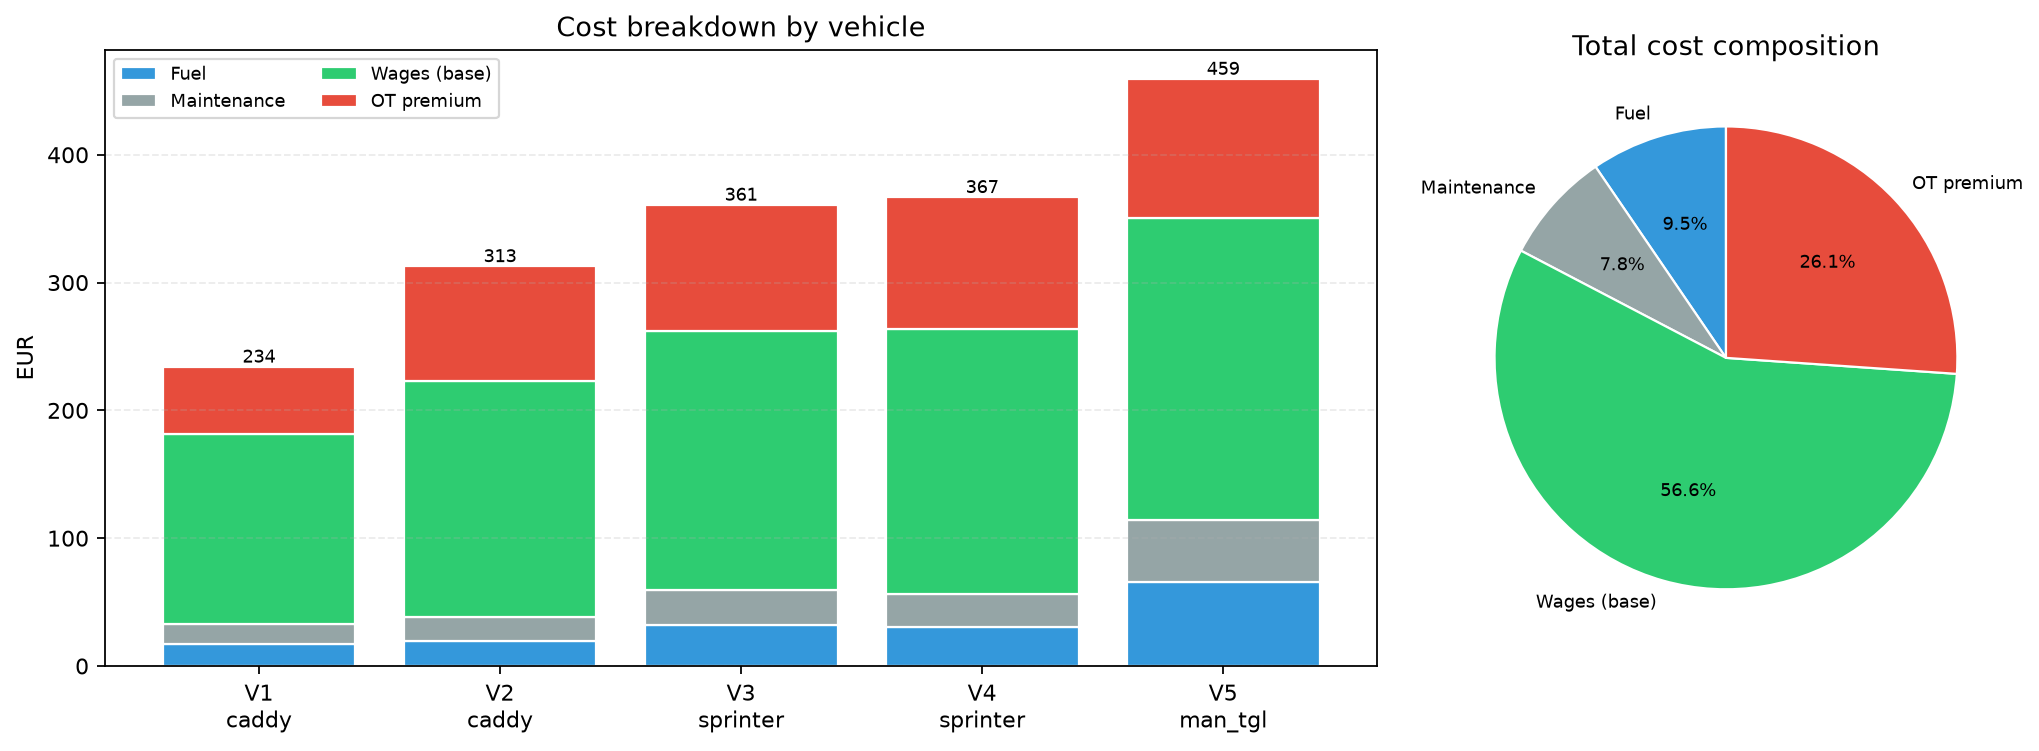 Cost breakdown by vehicle
Fuel
Maintenance
Wages (base)
OT premium
EUR
400
300
200
100
0
234
313
361
367
459
V1
caddy
V2
caddy
V3
sprinter
V4
sprinter
V5
man_tgl
Total cost composition
Fuel
Maintenance
OT premium
Wages (base)
9.5%
7.8%
26.1%
56.6%